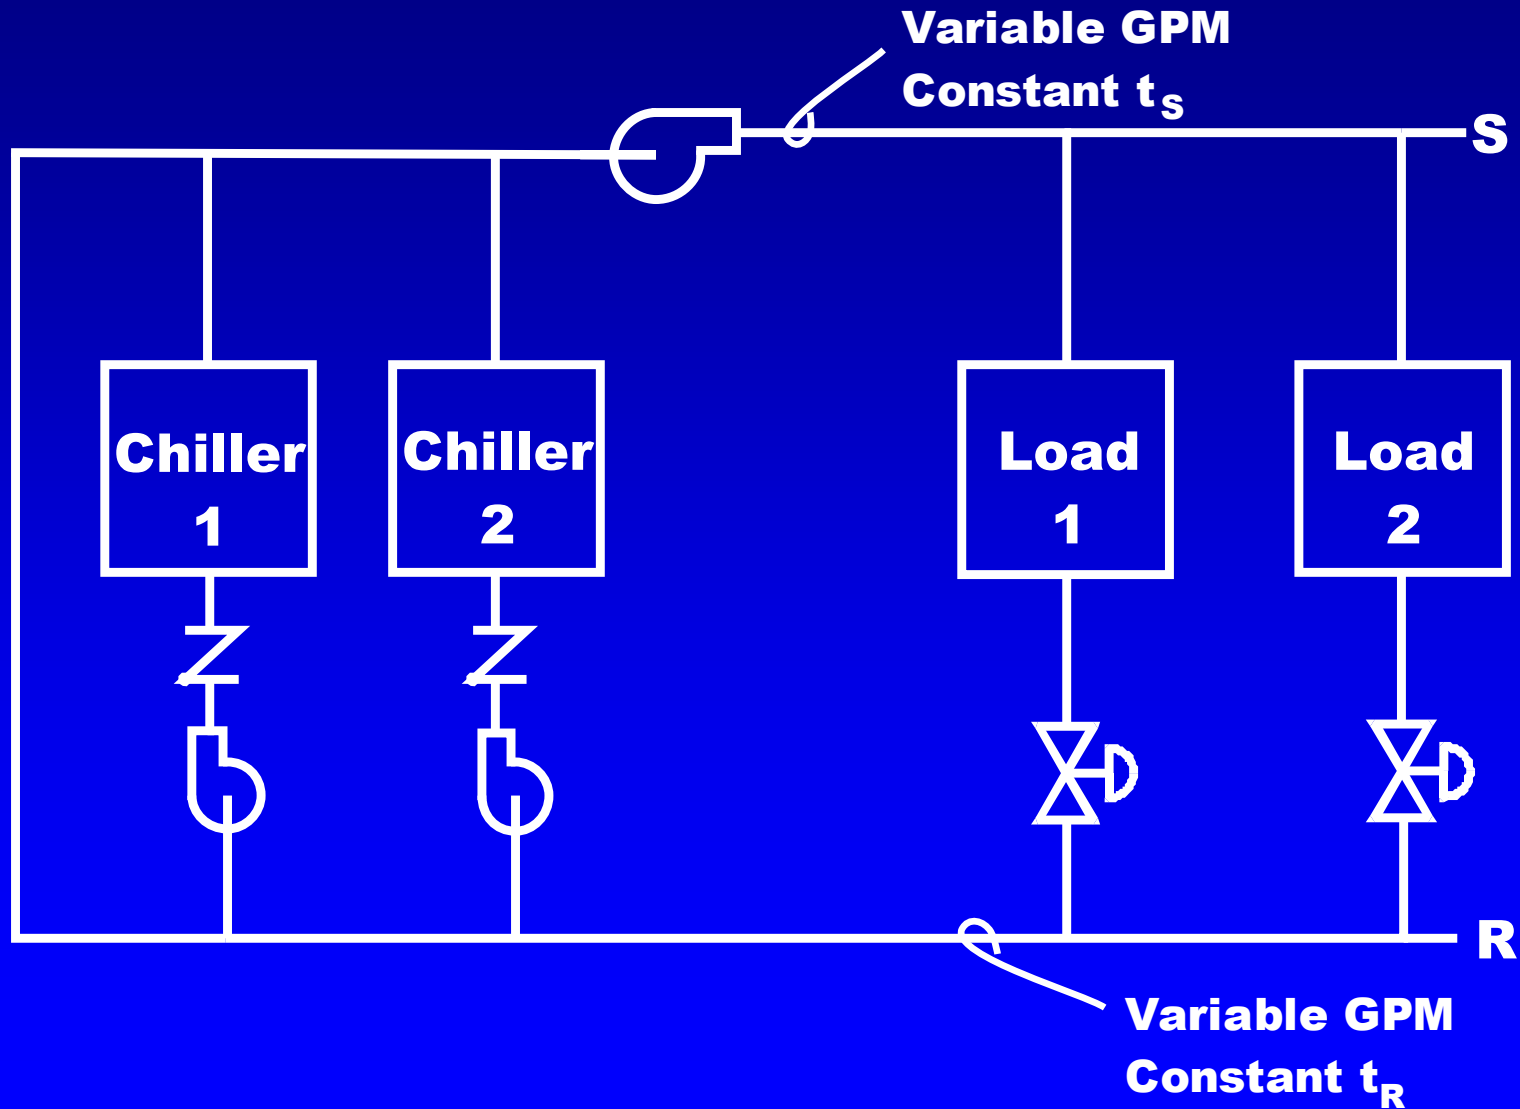 Variable GPM
Constant tS
S
Chiller
1
Chiller
2
Load
1
Load
2
R
Variable GPM
Constant tR